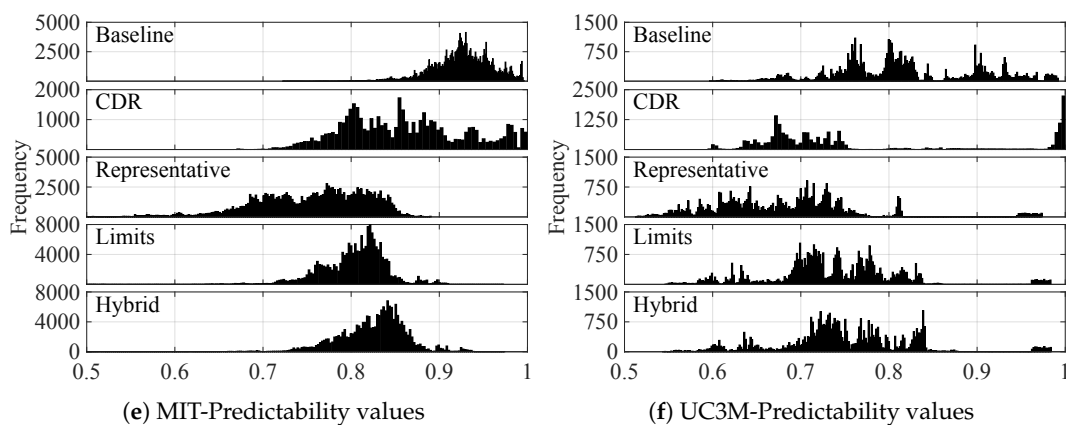 5000
2500
Baseline
2000
1000
CDR
5000
2500
Representative
8000
4000
Limits
8000
4000
0
Hybrid
Frequency
0.5 0.6 0.7 0.8 0.9 1
(e) MIT-Predictability values
1500
750
Baseline
2500
1250
CDR
1500
750
Representative
1500
750
Limits
1500
750
0
Hybrid
Frequency
0.5 0.6 0.7 0.8 0.9 1
(f) UC3M-Predictability values